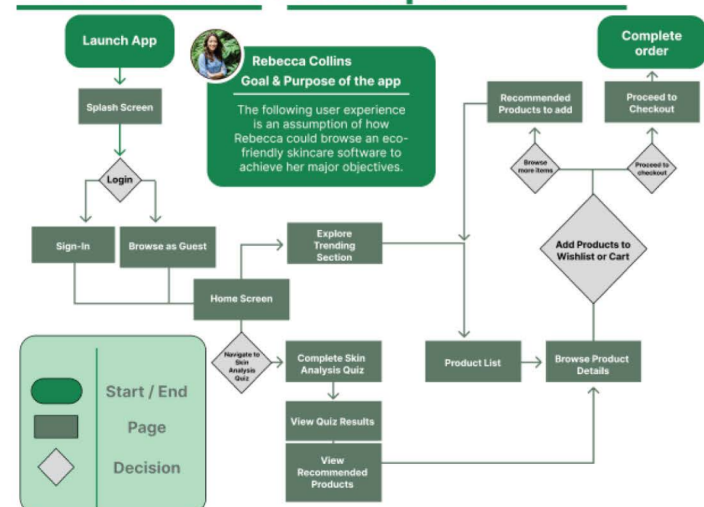 Launch App
Splash Screen
Login
Sign-In
Browse as Guest
Home Screen
Rebecca Collins
Goal & Purpose of the app
The following user experience
is an assumption of how
Rebecca could browse an eco-
friendly skincare software to
achieve her major objectives.
Explore
Trending
Section
Navigate to
Skin
Analysis
Quiz
Complete Skin
Analysis Quiz
View Quiz Results
View
Recommended
Products
Product List
Browse Product
Details
Add Products to
Wishlist or Cart
Browse
more items
Proceed to
checkout
Recommended
Products to add
Proceed to
Checkout
Complete
order
Start / End
Page
Decision